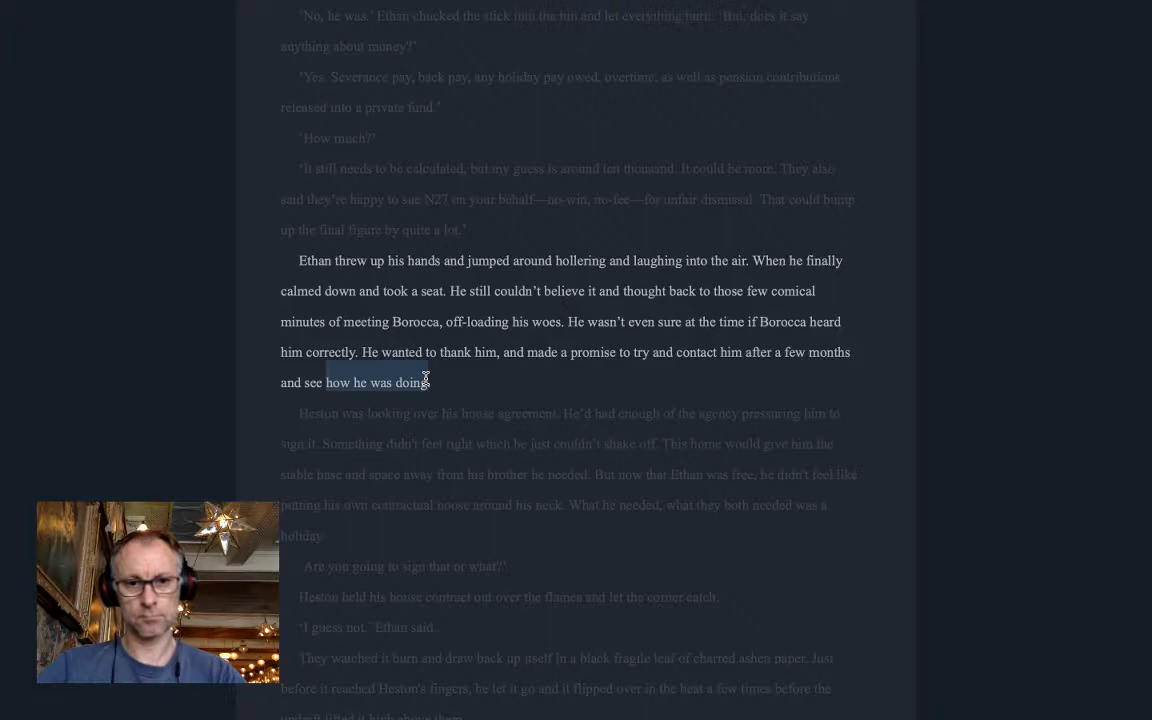 'No, he was.' Ethan chucked the stick into the tin and let everything burn. 'But, does it say
anything about money?'
'Yes. Severance pay, back pay, any holiday pay owed, overtime, as well as pension contributions
released into a private fund.'
'How much?'
'It still needs to be calculated, but my guess is around ten thousand. It could be more. They also
said they're happy to sue N27 on your behalf—no-win, no-fee—for unfair dismissal. That could bump
up the final figure by quite a lot.'
Ethan threw up his hands and jumped around hollering and laughing into the air. When he finally
calmed down and took a seat. He still couldn't believe it and thought back to those few comical
minutes of meeting Borocca, off-loading his woes. He wasn't even sure at the time if Borocca heard
him correctly. He wanted to thank him, and made a promise to try and contact him after a few months
and see how he was doing.
Heston was looking over his house agreement. He'd had enough of the agency pressuring him to
sign it. Something didn't feel right which he just couldn't shake off. This home would give him the
stable base and space away from his brother he needed. But now that Ethan was free, he didn't feel like
putting his own contractual noose around his neck. What he needed, what they both needed was a
holiday.
'Are you going to sign that or what?'
Heston held his house contract out over the flames and let the corner catch.
'I guess not.' Ethan said.
They watched it burn and draw back up itself in a black fragile leaf of charred ashen paper. Just
before it reached Heston's fingers, he let it go and it flipped over in the heat a few times before the
updraft lifted it high above them.